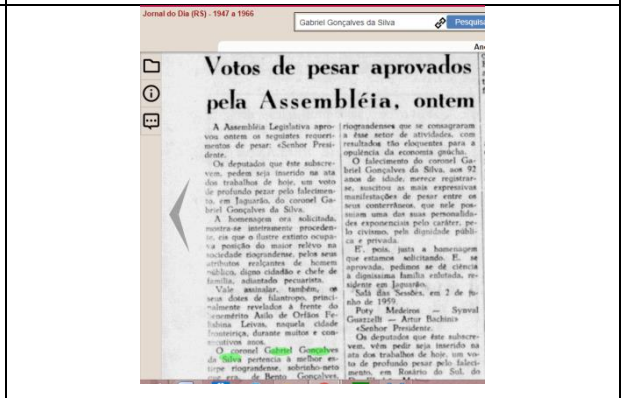 Jornal do Dia (RS) - 1947 a 1966
Gabriel Gonçalves da Silva
Pesquisa
Votos de pesar aprovados
pela Assembléia, ontem
A Assembléia Legislativa apro-
vou ontem os seguintes requeri-
mentos de pesar: «Senhor Presi-
dente.
Os deputados que êste subscre-
vem, pedem seja inserido na ata
dos trabalhos de hoje, um voto
de profundo pezar pelo falecimen-
to, em Jaguarão, do coronel Ga-
briel Gonçalves da Silva.
A homenagem ora solicitada,
mostra-se inteiramente proceden-
te, eis que o ilustre extinto ocupa-
va posição do maior relêvo na
sociedade riograndense, pelos seus
atributos realçantes de homem
público, digno cidadão e chefe de
família, adiantado pecuarista.
Vale assinalar, também, os
seus dotes de filantropo, princi-
palmente revelados à frente do
benemérito Asilo de Orfãos Fe-
lisbina Leivas, naquela cidade
fronteiriça, durante muitos e con-
secutivos anos.
O coronel Gabriel Gonçalves
da Silva pertencia à melhor es-
tirpe riograndense, sobrinho-neto
que era, de Bento Gonçalves,
riograndenses que se consagraram
a êsse setor de atividades, com
resultados tão eloquentes para a
opulência da economia gaúcha.
O falecimento do coronel Ga-
briel Gonçalves da Silva, aos 92
anos de idade, merece registrar-
se, suscitou as mais expressivas
manifestações de pesar entre os
seus conterrâneos, que nele pos-
suiam uma das suas personalida-
des exponenciais pelo caráter, pe-
lo civismo, pela dignidade públi-
ca e privada.
E', pois, justa a homenagem
que estamos solicitando. E, se
aprovada, pedimos se dê ciência
à digníssima família enlutada, re-
sidente em Jaguarão.
Sala das Sessões, em 2 de ju-
nho de 1959.
Poty Medeiros — Synval
Guazzelli — Artur Bachini»
«Senhor Presidente.
Os deputados que êste subscre-
vem, vêm pedir seja inserido na
ata dos trabalhos de hoje, um vo-
to de profundo pesar pelo faleci-
mento, em Rosário do Sul, do